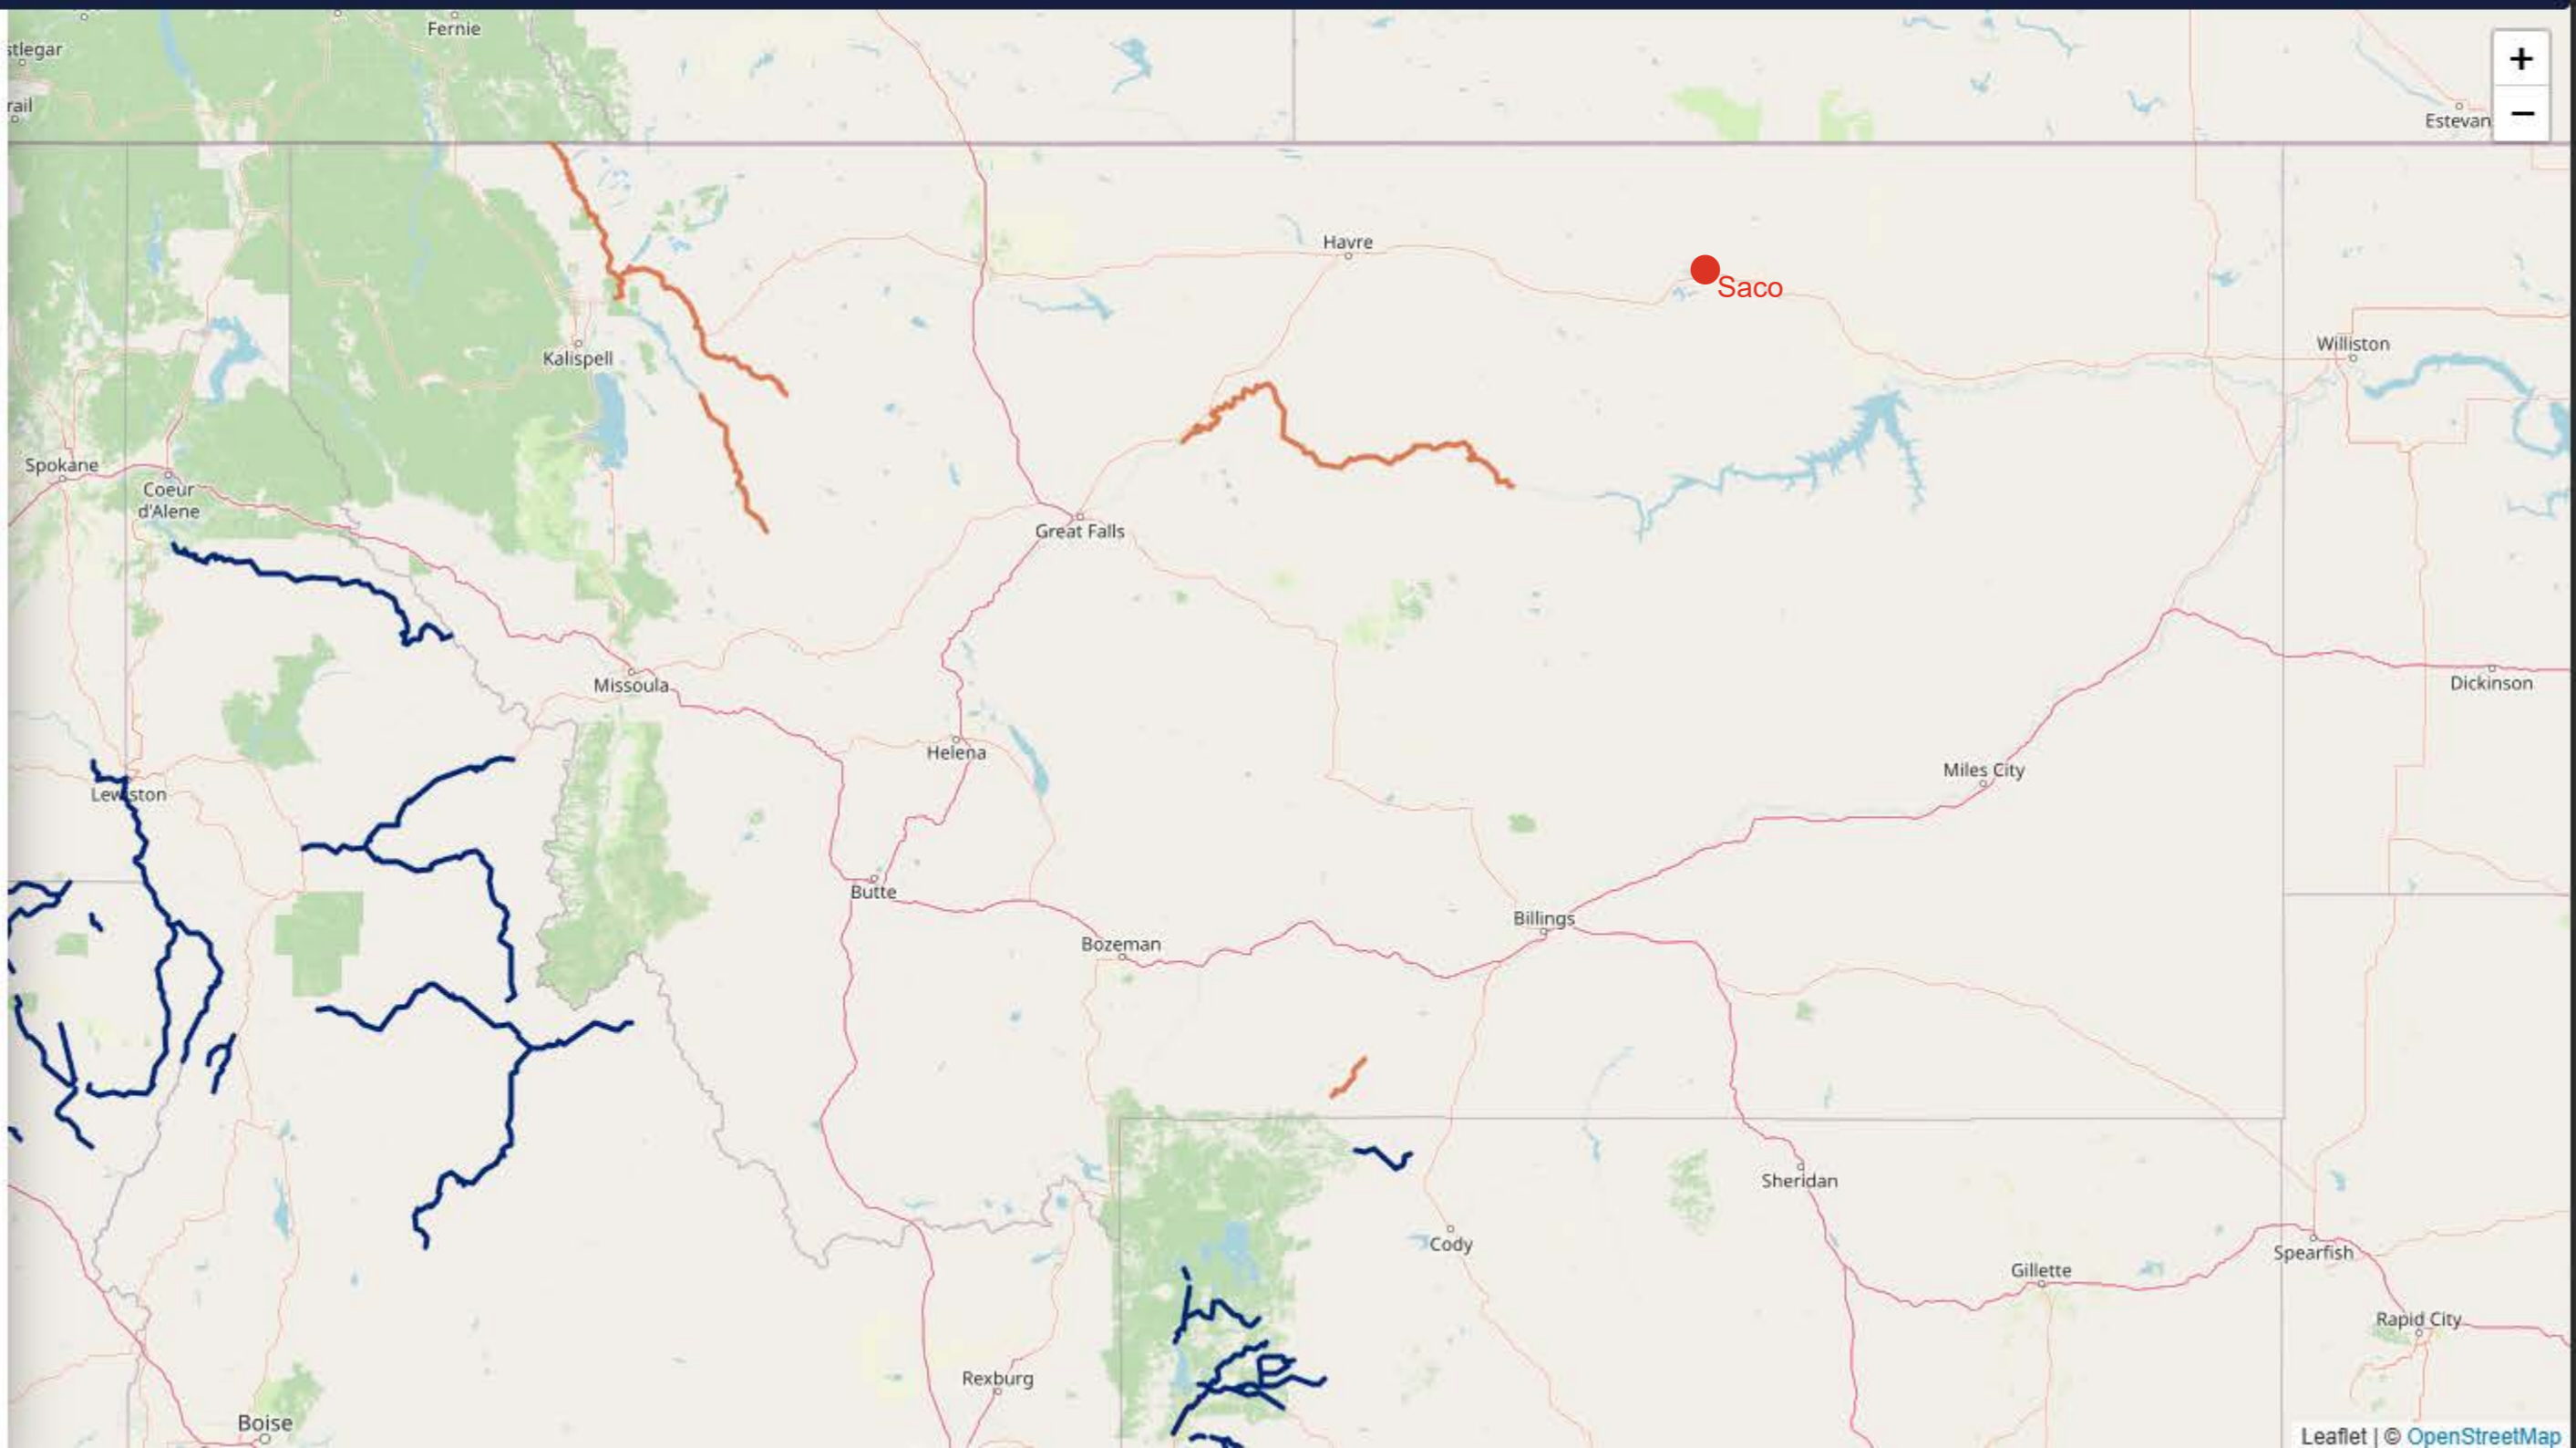 Fernie
stlegar
rail
+
−
Estevan
Havre
Saco
Williston
Kalispell
Spokane
Coeur
d'Alene
Great Falls
Missoula
Dickinson
Helena
Miles City
Lewiston
Butte
Billings
Bozeman
Sheridan
Cody
Spearfish
Gillette
Rapid City
Rexburg
Boise
Leaflet | © OpenStreetMap